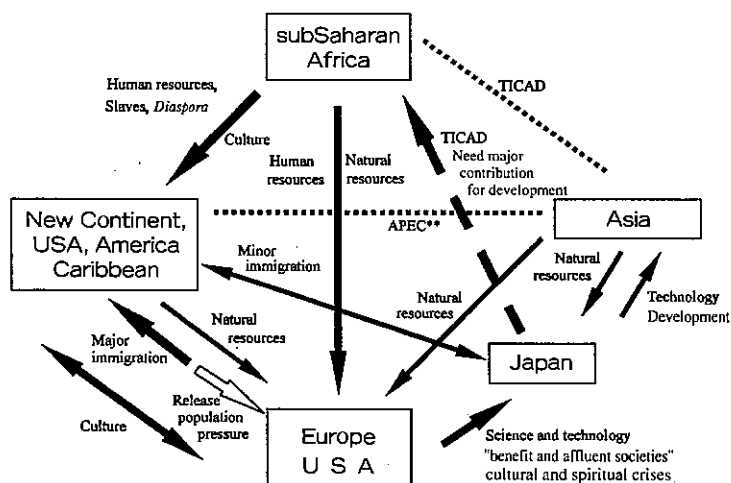 subSaharan
Africa
Human resources,
Slaves, Diaspora
Culture
TICAD
TICAD
Need major
contribution
for development
Human
resources
Natural
resources
New Continent,
USA, America
Caribbean
APEC**
Asia
Minor
immigration
Natural
resources
Natural
resources
Technology
Development
Natural
resources
Major
immigration
Japan
Release
population
pressure
Culture
Europe
U S A
Science and technology
"benefit and affluent societies"
cultural and spiritual crises